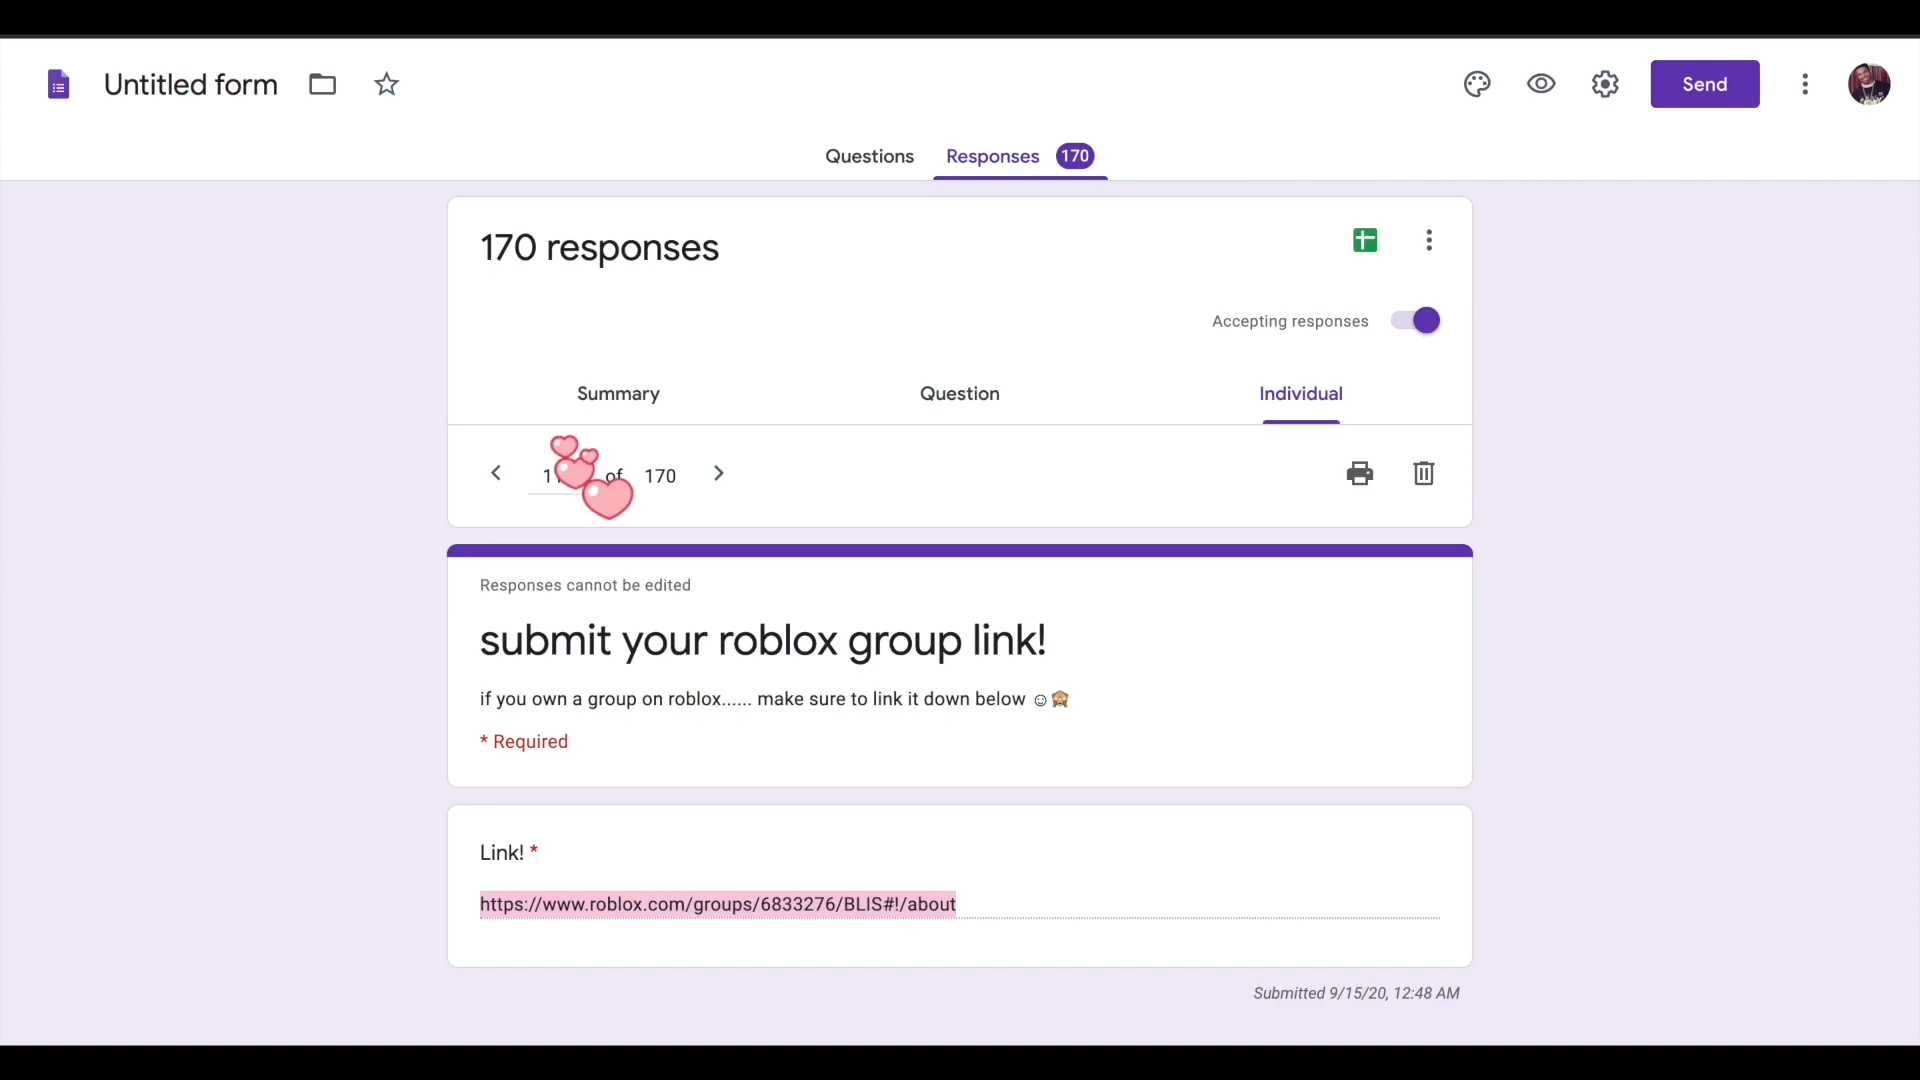 Untitled form
Send
Questions Responses 170
170 responses
Accepting responses
Summary Question Individual
of 170
Responses cannot be edited
submit your roblox group link!
if you own a group on roblox...... make sure to link it down below ☺🙈
* Required
Link! *
https://www.roblox.com/groups/6833276/BLIS#!/about
Submitted 9/15/20, 12:48 AM